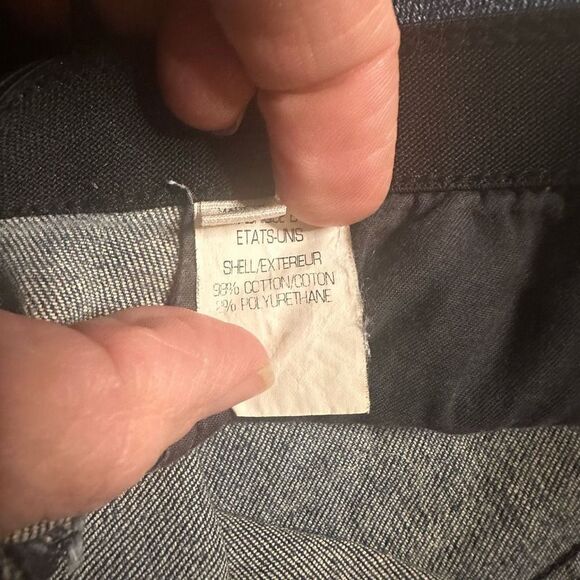 ETATS-UNIS
SHELL/EXTERIEUR
98% COTTON/COTON
2% POLYURETHANE